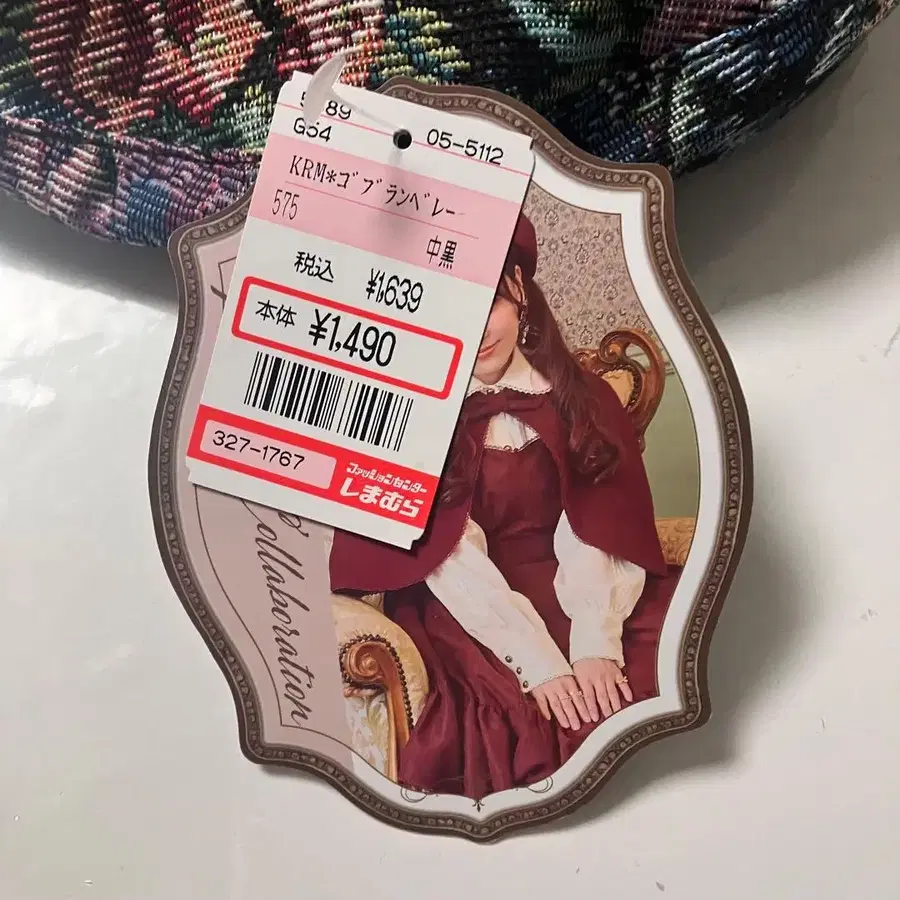 89
G54
05-5112
KRM*ゴブランベレー
575
中黒
税込 ¥1,639
本体 ¥1,490
327-1767
ファッションセンター
しまむら
Collaboration